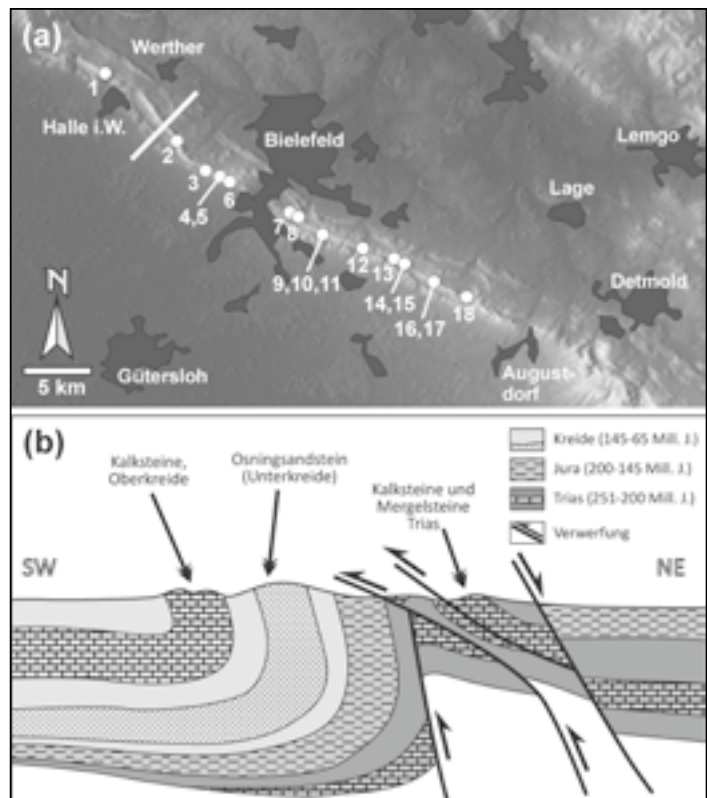 (a)
Werther
1
Halle i.W.
2
Bielefeld
Lemgo
3
4,5
6
Lage
7
8
9,10,11
12
13
14,15
16,17
18
Detmold
N
5 km
Gütersloh
August-
dorf
(b)
Kalksteine,
Oberkreide
Osningsandstein
(Unterkreide)
Kalksteine und
Mergelsteine
Trias
Kreide (145-65 Mill. J.)
Jura (200-145 Mill. J.)
Trias (251-200 Mill. J.)
Verwerfung
SW
NE